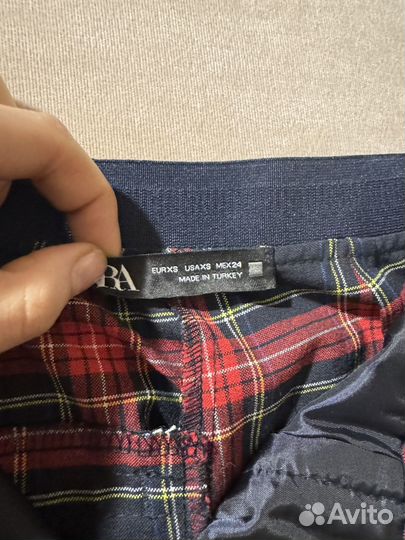 RA
EUR XS USA XS MEX 24
MADE IN TURKEY
Avito